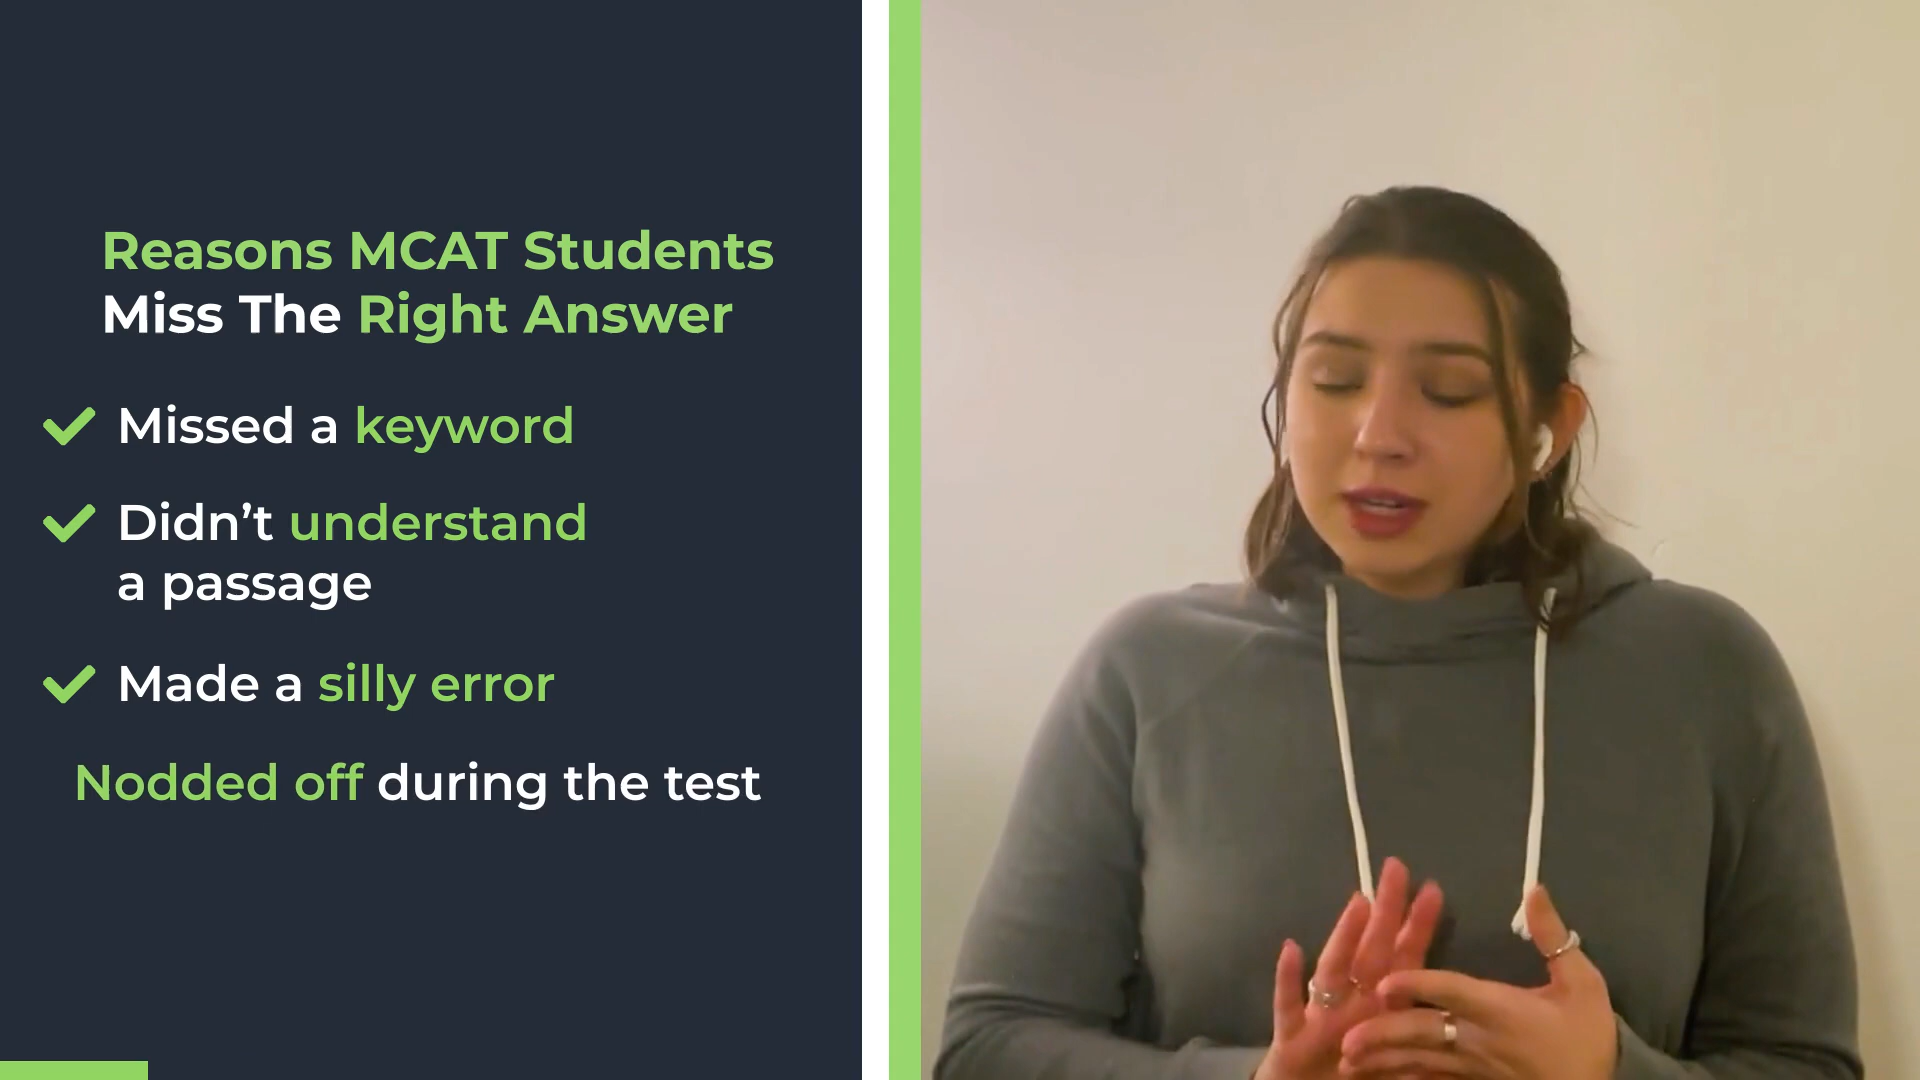 Reasons MCAT Students
Miss The Right Answer
Missed a keyword
Didn’t understand
a passage
Made a silly error
Nodded off during the test